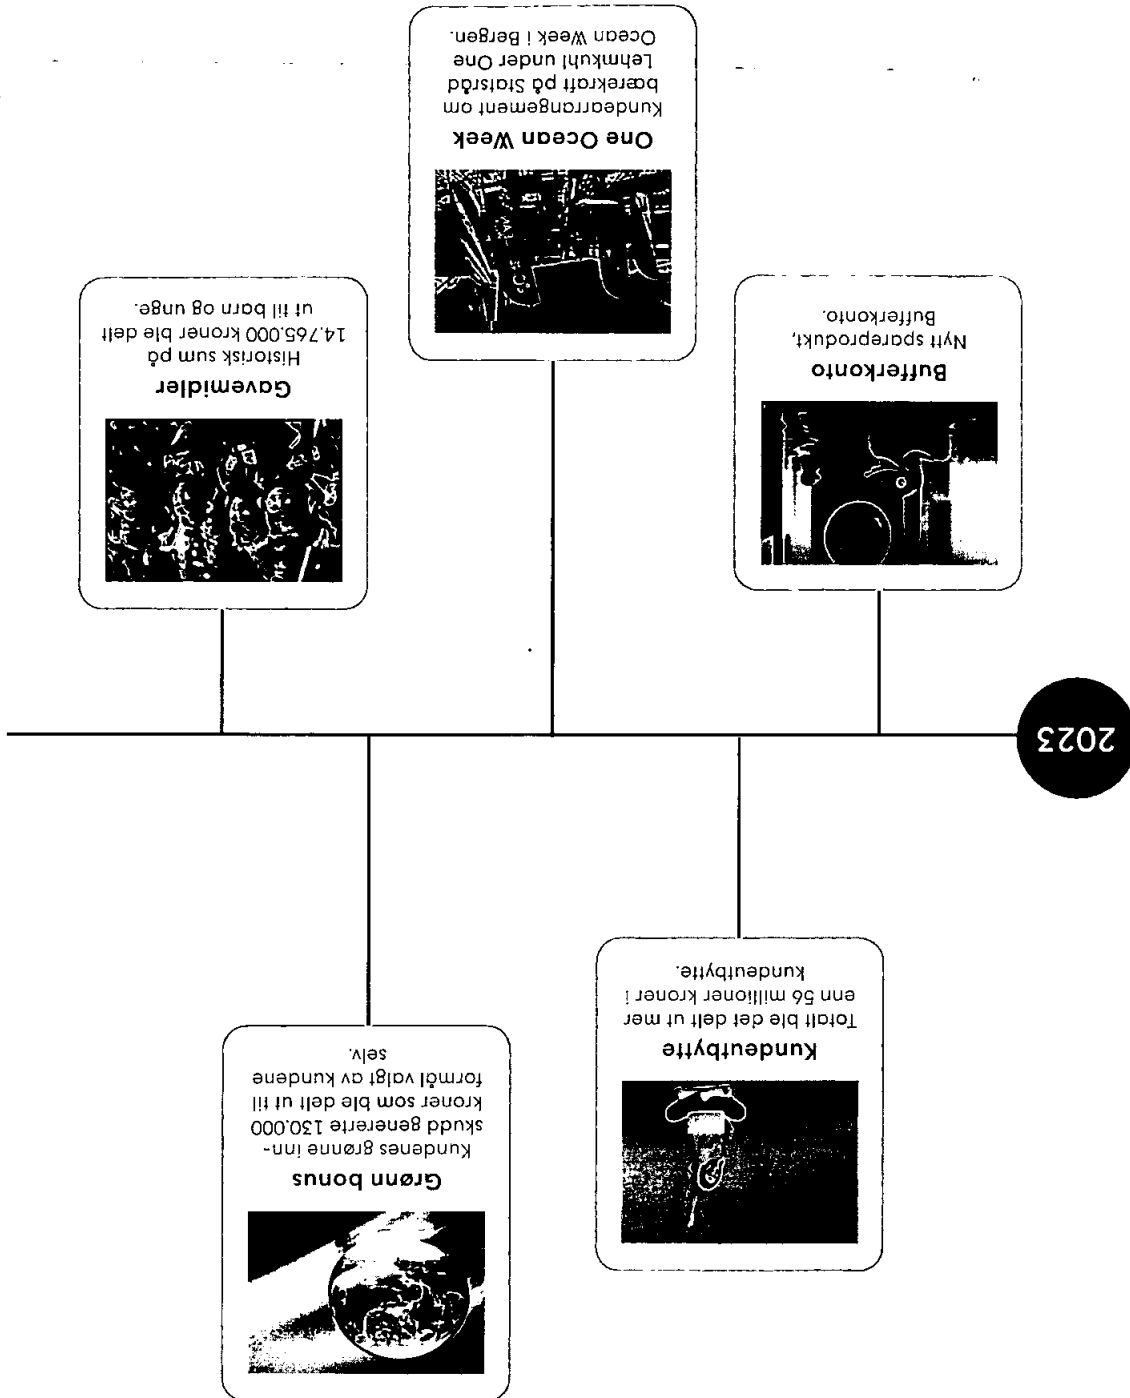 Kundeutbytte
Totalt ble det delt ut mer
enn 56 millioner kroner i
kundeutbytte.
Grønn bonus
Kundenes grønne inn-
skudd genererte 130.000
kroner som ble delt ut til
formål valgt av kundene
selv.
2023
Bufferkonto
Nytt spareprodukt,
Bufferkonto.
One Ocean Week
Kundearrangement om
bærekraft på Statsråd
Lehmkuhl under One
Ocean Week i Bergen.
Gavemidler
Historisk sum på
14.765.000 kroner ble delt
ut til barn og unge.